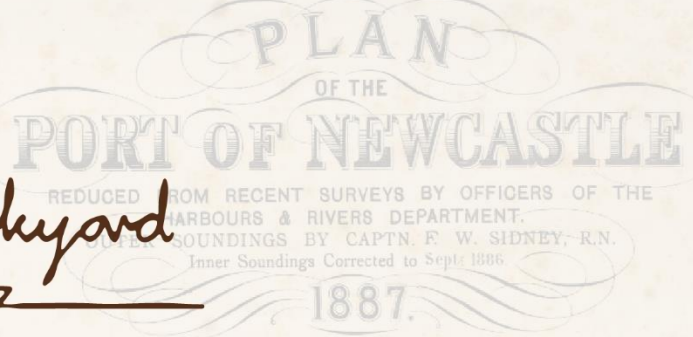 PLAN
OF THE
PORT OF NEWCASTLE
REDUCED FROM RECENT SURVEYS BY OFFICERS OF THE
HARBOURS & RIVERS DEPARTMENT.
OUTER SOUNDINGS BY CAPTN. F. W. SIDNEY, R.N.
Inner Soundings Corrected to Sept. 1886
1887.